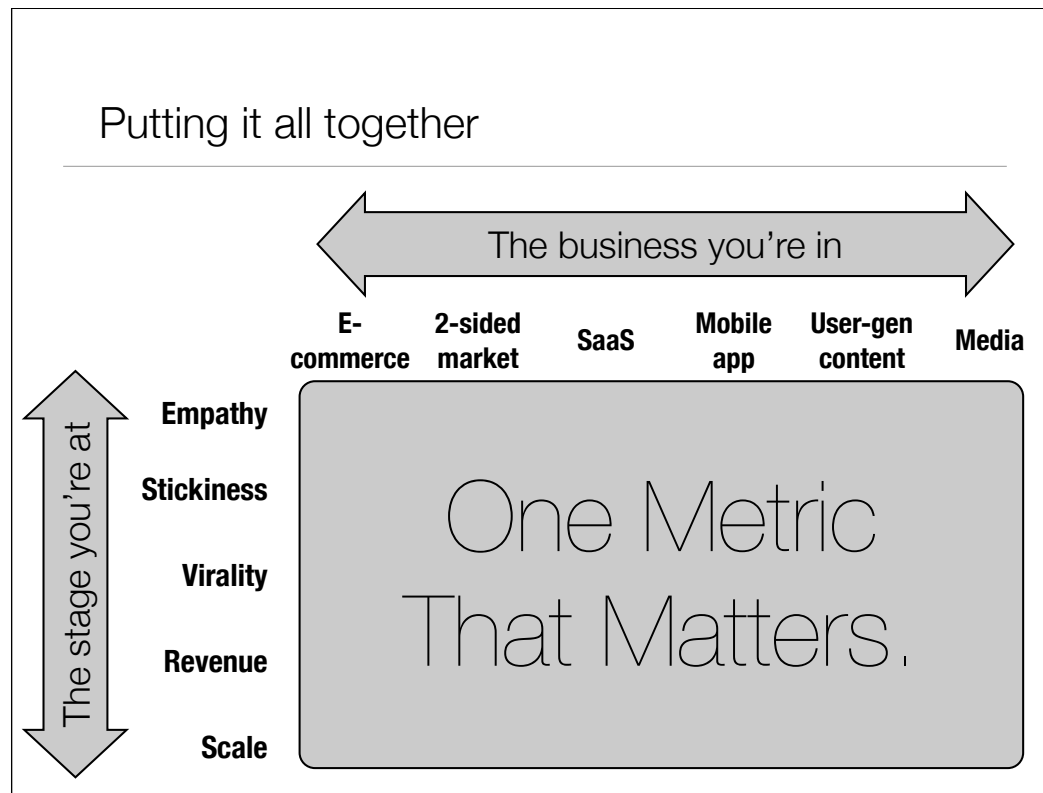 Putting it all together
The business you’re in
E-
commerce
2-sided
market
SaaS
Mobile
app
User-gen
content
Media
The stage you’re at
Empathy
Stickiness
Virality
Revenue
Scale
One Metric
That Matters.